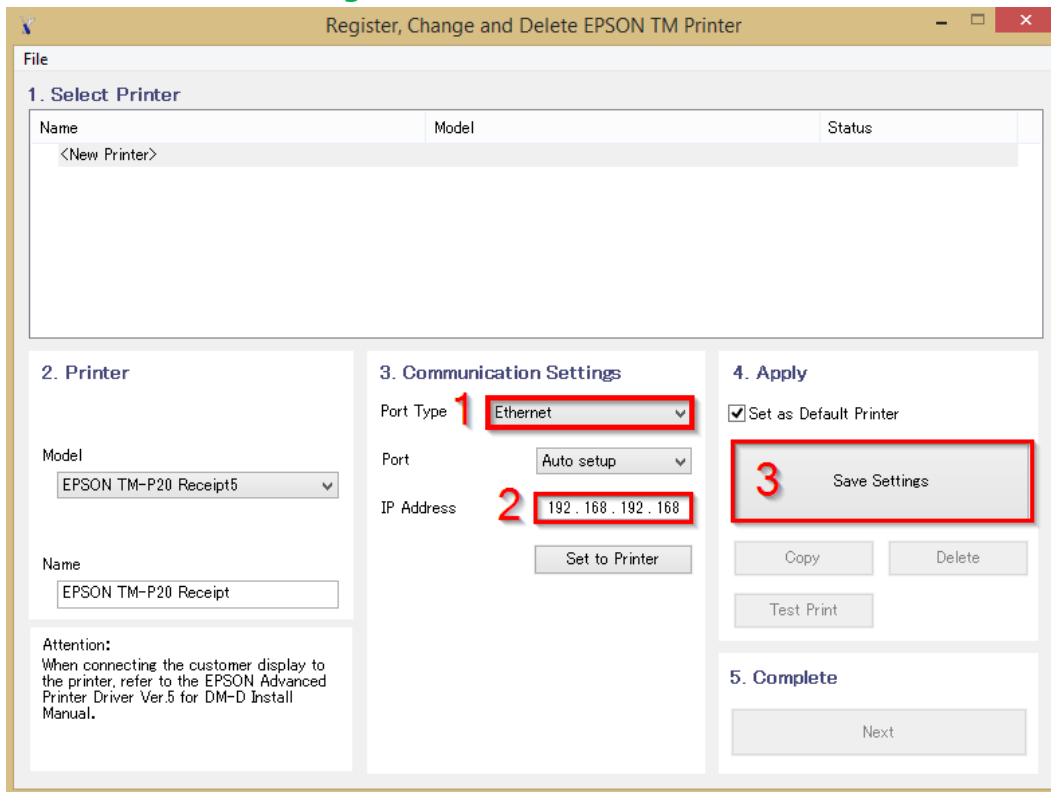 Register, Change and Delete EPSON TM Printer
File
1. Select Printer
Name Model Status
<New Printer>
2. Printer
Model
EPSON TM-P20 Receipt5
Name
EPSON TM-P20 Receipt
Attention:
When connecting the customer display to
the printer, refer to the EPSON Advanced
Printer Driver Ver.5 for DM-D Install
Manual.
3. Communication Settings
Port Type 1 Ethernet
Port Auto setup
IP Address 2 192 . 168 . 192 . 168
Set to Printer
4. Apply
Set as Default Printer
3 Save Settings
Copy Delete
Test Print
5. Complete
Next